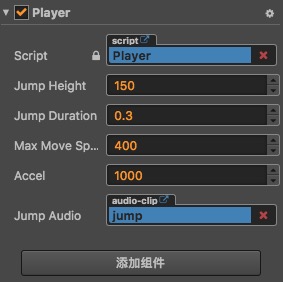 Player
script
Script Player
Jump Height 150
Jump Duration 0.3
Max Move Sp... 400
Accel 1000
audio-clip
Jump Audio jump
添加组件